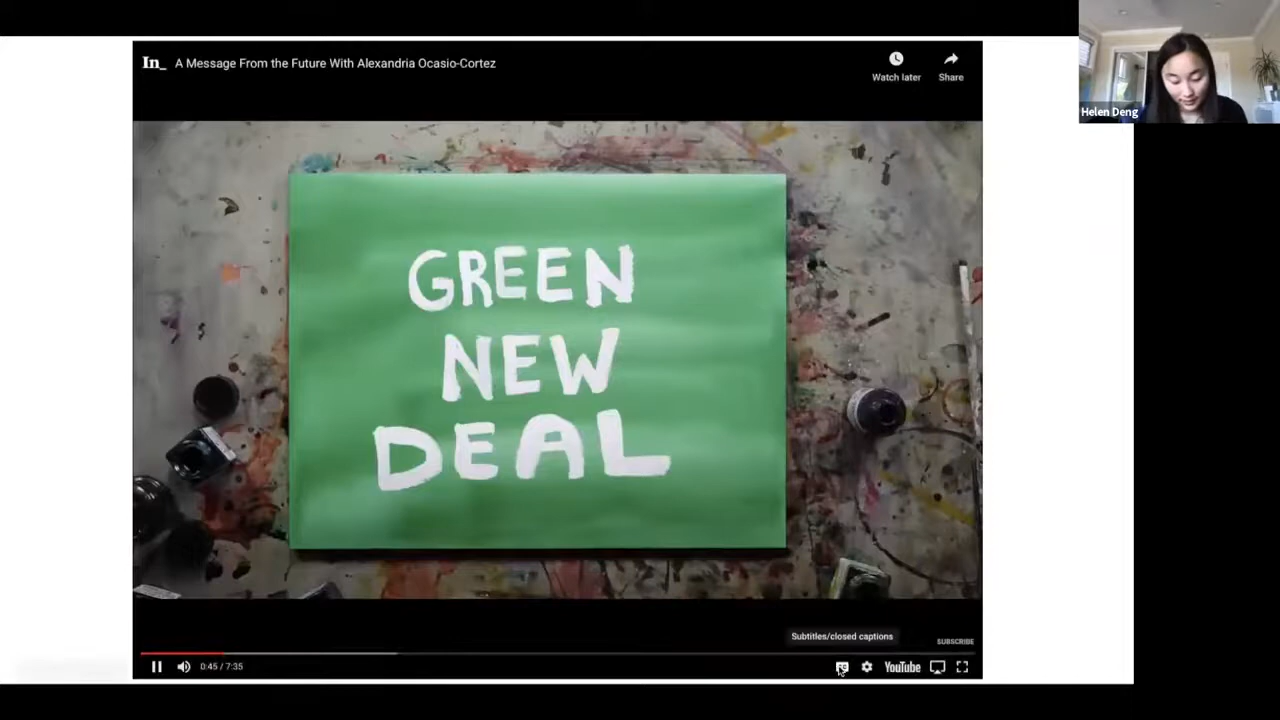 In_ A Message From the Future With Alexandria Ocasio-Cortez
Watch later
Share
Helen Deng
GREEN
NEW
DEAL
Subtitles/closed captions
SUBSCRIBE
0:45 / 7:35
CC
YouTube